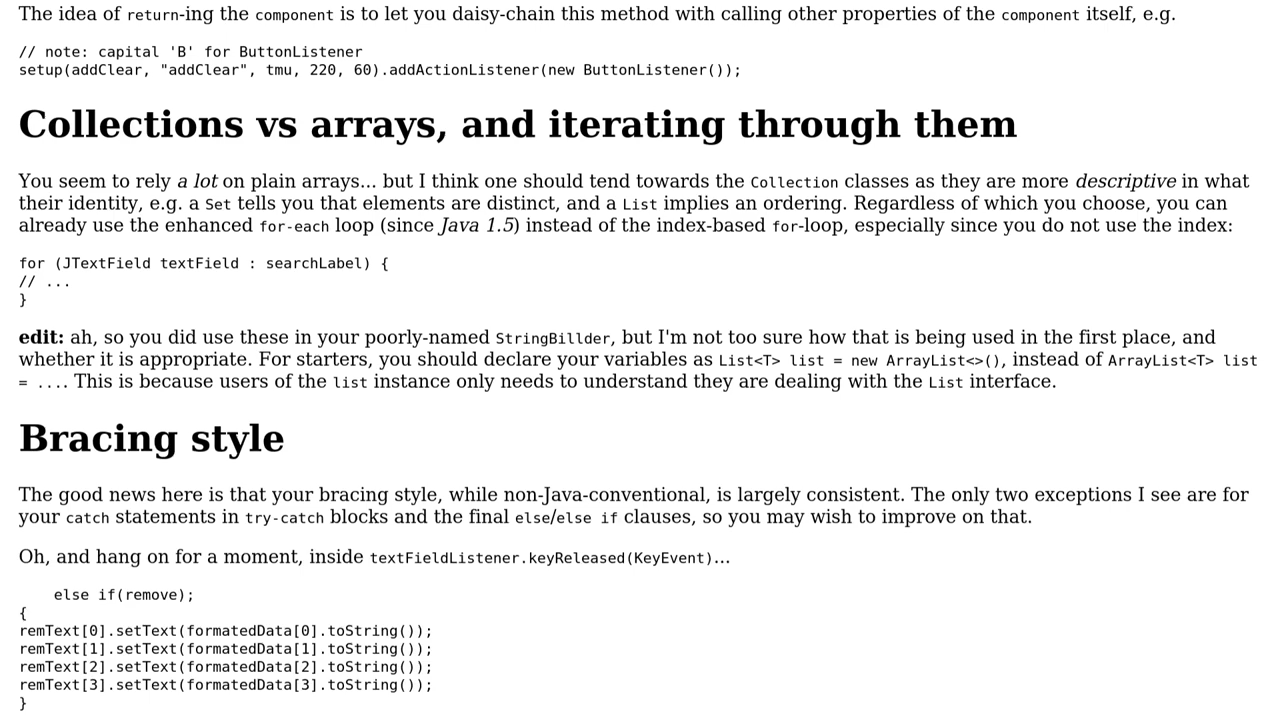 The idea of return-ing the component is to let you daisy-chain this method with calling other properties of the component itself, e.g.
// note: capital 'B' for ButtonListener
setup(addClear, "addClear", tmu, 220, 60).addActionListener(new ButtonListener());
Collections vs arrays, and iterating through them
You seem to rely a lot on plain arrays... but I think one should tend towards the Collection classes as they are more descriptive in what
their identity, e.g. a Set tells you that elements are distinct, and a List implies an ordering. Regardless of which you choose, you can
already use the enhanced for-each loop (since Java 1.5) instead of the index-based for-loop, especially since you do not use the index:
for (JTextField textField : searchLabel) {
// ...
}
edit: ah, so you did use these in your poorly-named StringBillder, but I'm not too sure how that is being used in the first place, and
whether it is appropriate. For starters, you should declare your variables as List<T> list = new ArrayList<>(), instead of ArrayList<T> list
= .... This is because users of the list instance only needs to understand they are dealing with the List interface.
Bracing style
The good news here is that your bracing style, while non-Java-conventional, is largely consistent. The only two exceptions I see are for
your catch statements in try-catch blocks and the final else/else if clauses, so you may wish to improve on that.
Oh, and hang on for a moment, inside textFieldListener.keyReleased(KeyEvent)...
    else if(remove);
{
remText[0].setText(formatedData[0].toString());
remText[1].setText(formatedData[1].toString());
remText[2].setText(formatedData[2].toString());
remText[3].setText(formatedData[3].toString());
}